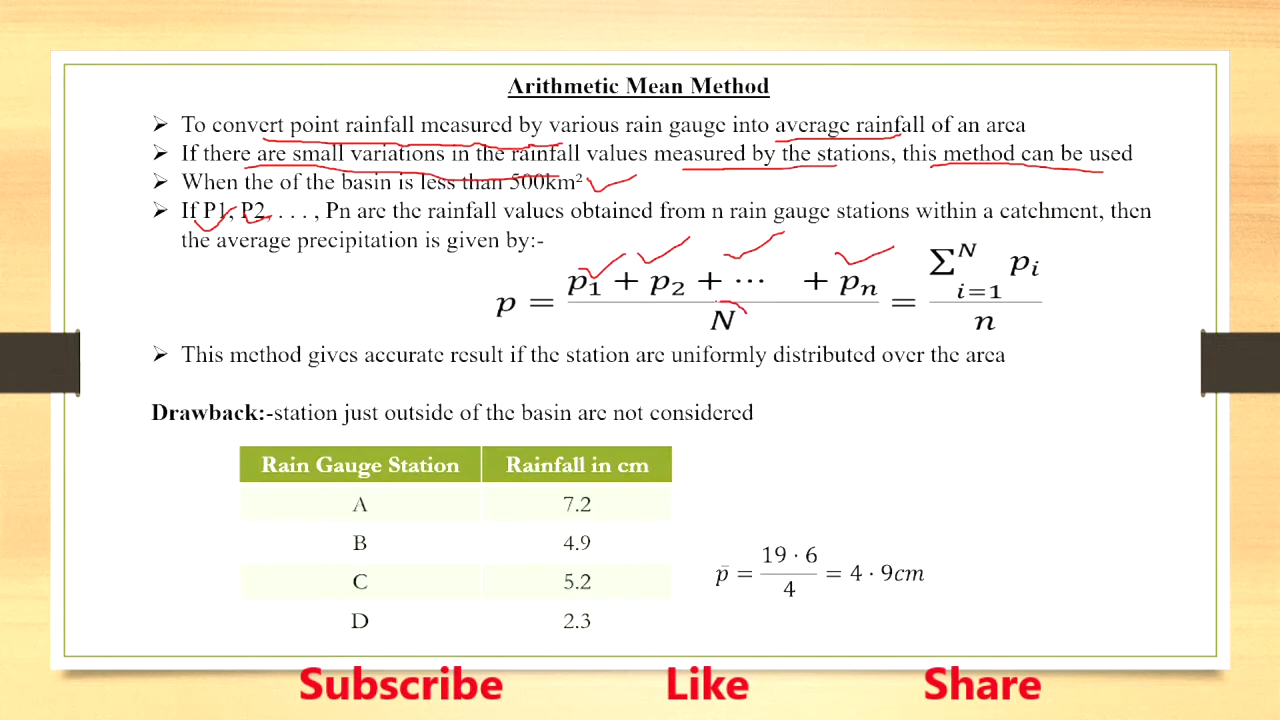 Arithmetic Mean Method
➢ To convert point rainfall measured by various rain gauge into average rainfall of an area
➢ If there are small variations in the rainfall values measured by the stations, this method can be used
➢ When the of the basin is less than 500km²
➢ If P1, P2, . . . . , Pn are the rainfall values obtained from n rain gauge stations within a catchment, then
the average precipitation is given by:-
p = (p₁ + p₂ + ⋯ + pₙ) / N = (∑ᵢ₌₁ᴺ pᵢ) / n
➢ This method gives accurate result if the station are uniformly distributed over the area
Drawback:-station just outside of the basin are not considered
Rain Gauge Station Rainfall in cm
A 7.2
B 4.9
C 5.2
D 2.3
p̄ = 19·6 / 4 = 4·9cm
Subscribe Like Share